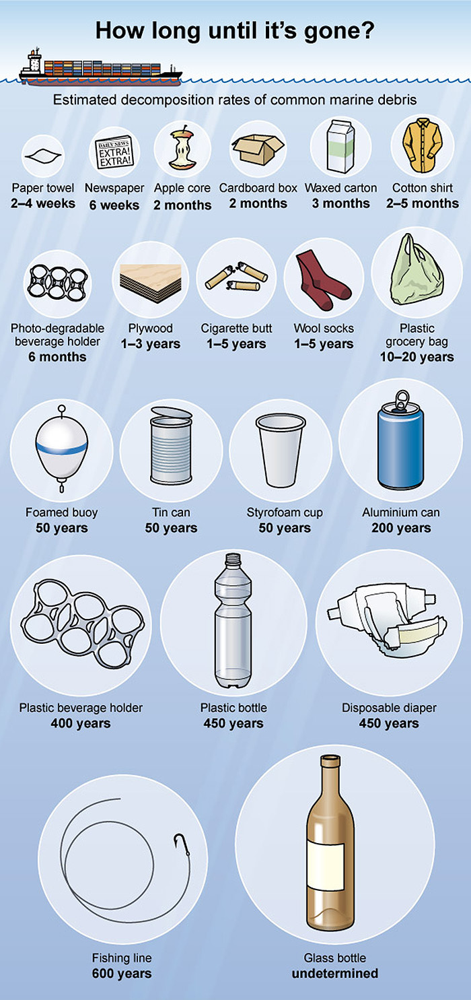 How long until it's gone?
Estimated decomposition rates of common marine debris
DAILY NEWS
EXTRA!
EXTRA!
Paper towel
2–4 weeks
Newspaper
6 weeks
Apple core
2 months
Cardboard box
2 months
Waxed carton
3 months
Cotton shirt
2–5 months
Photo-degradable
beverage holder
6 months
Plywood
1–3 years
Cigarette butt
1–5 years
Wool socks
1–5 years
Plastic
grocery bag
10–20 years
Foamed buoy
50 years
Tin can
50 years
Styrofoam cup
50 years
Aluminium can
200 years
Plastic beverage holder
400 years
Plastic bottle
450 years
Disposable diaper
450 years
Fishing line
600 years
Glass bottle
undetermined